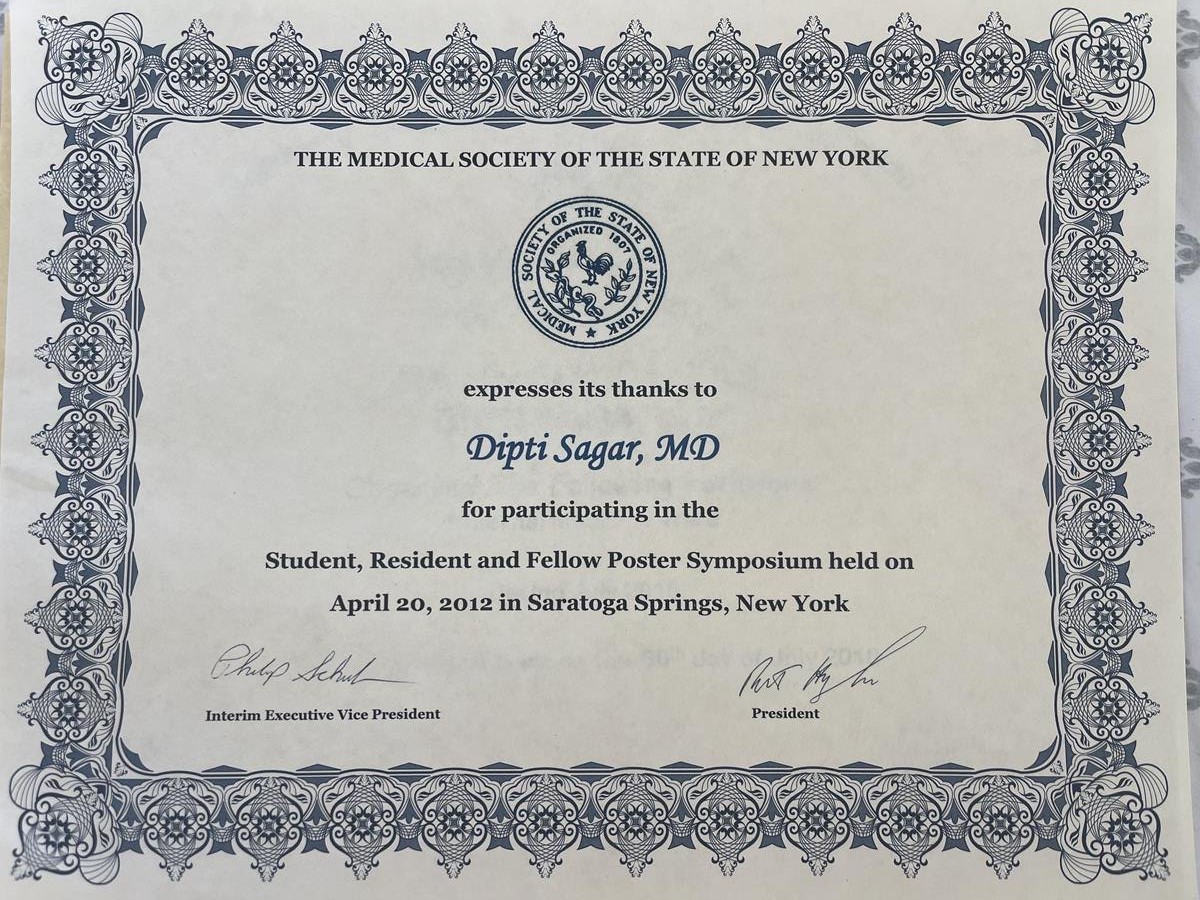 THE MEDICAL SOCIETY OF THE STATE OF NEW YORK
MEDICAL SOCIETY OF THE STATE OF NEW YORK
ORGANIZED 1807
expresses its thanks to
Dipti Sagar, MD
for participating in the
Student, Resident and Fellow Poster Symposium held on
April 20, 2012 in Saratoga Springs, New York
Interim Executive Vice President
President